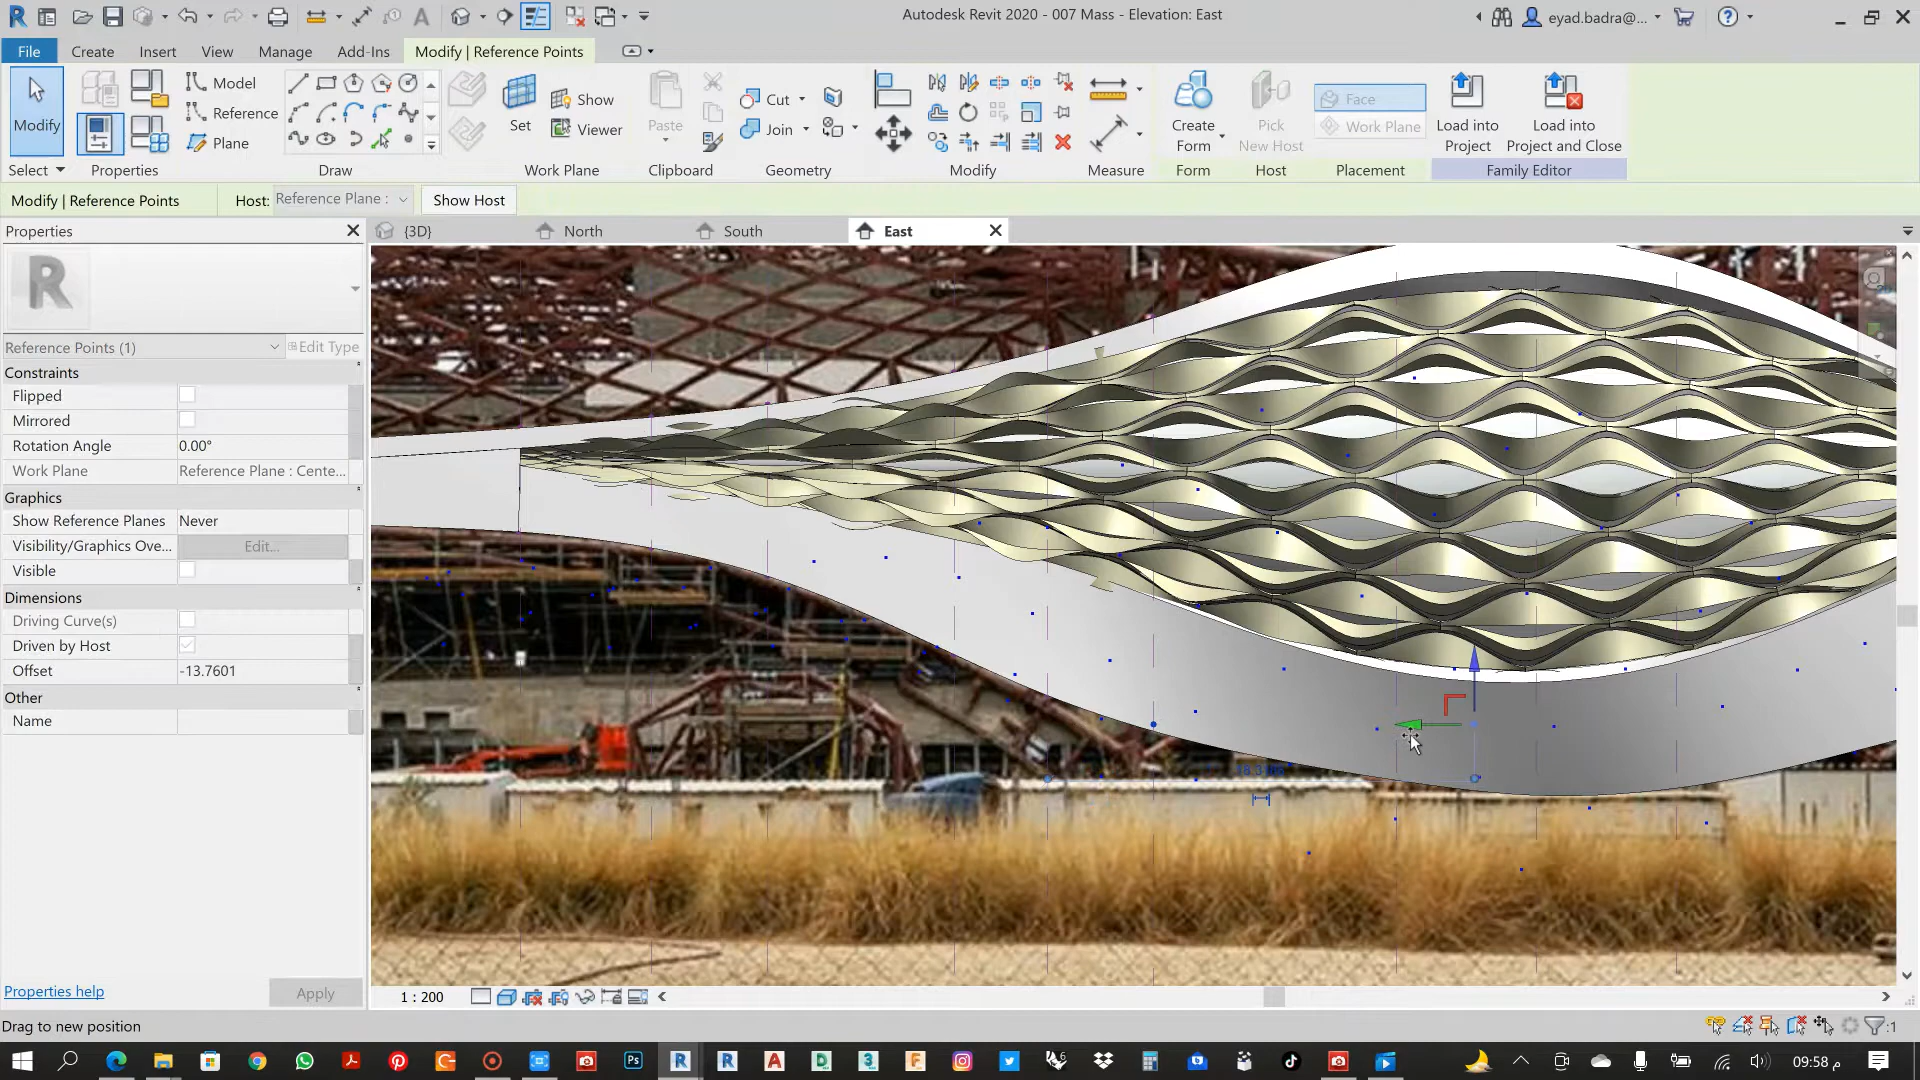 Autodesk Revit 2020 - 007 Mass - Elevation: East
eyad.badra@...
File
Create
Insert
View
Manage
Add-Ins
Modify | Reference Points
Modify
Select
Properties
Model
Reference
Plane
Draw
Set
Show
Viewer
Work Plane
Paste
Clipboard
Cut
Join
Geometry
Modify
Measure
Create
Form
Form
Pick
New Host
Host
Face
Work Plane
Placement
Load into
Project
Load into
Project and Close
Family Editor
Modify | Reference Points
Host:
Reference Plane :
Show Host
Properties
{3D}
North
South
East
Reference Points (1)
Edit Type
Constraints
Flipped
Mirrored
Rotation Angle 0.00°
Work Plane Reference Plane : Cente...
Graphics
Show Reference Planes Never
Visibility/Graphics Ove... Edit...
Visible
Dimensions
Driving Curve(s)
Driven by Host
Offset -13.7601
Other
Name
Properties help
Apply
1 : 200
Drag to new position
:1
09:58 م